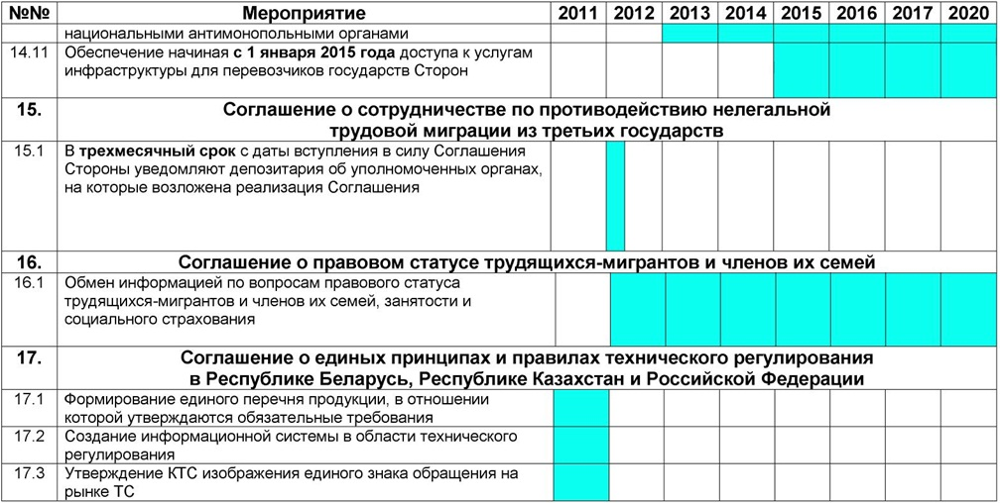 №№ Мероприятие 2011 2012 2013 2014 2015 2016 2017 2020
национальными антимонопольными органами
14.11 Обеспечение начиная с 1 января 2015 года доступа к услугам
инфраструктуры для перевозчиков государств Сторон
15. Соглашение о сотрудничестве по противодействию нелегальной
трудовой миграции из третьих государств
15.1 В трехмесячный срок с даты вступления в силу Соглашения
Стороны уведомляют депозитария об уполномоченных органах,
на которые возложена реализация Соглашения
16. Соглашение о правовом статусе трудящихся-мигрантов и членов их семей
16.1 Обмен информацией по вопросам правового статуса
трудящихся-мигрантов и членов их семей, занятости и
социального страхования
17. Соглашение о единых принципах и правилах технического регулирования
в Республике Беларусь, Республике Казахстан и Российской Федерации
17.1 Формирование единого перечня продукции, в отношении
которой утверждаются обязательные требования
17.2 Создание информационной системы в области технического
регулирования
17.3 Утверждение КТС изображения единого знака обращения на
рынке ТС